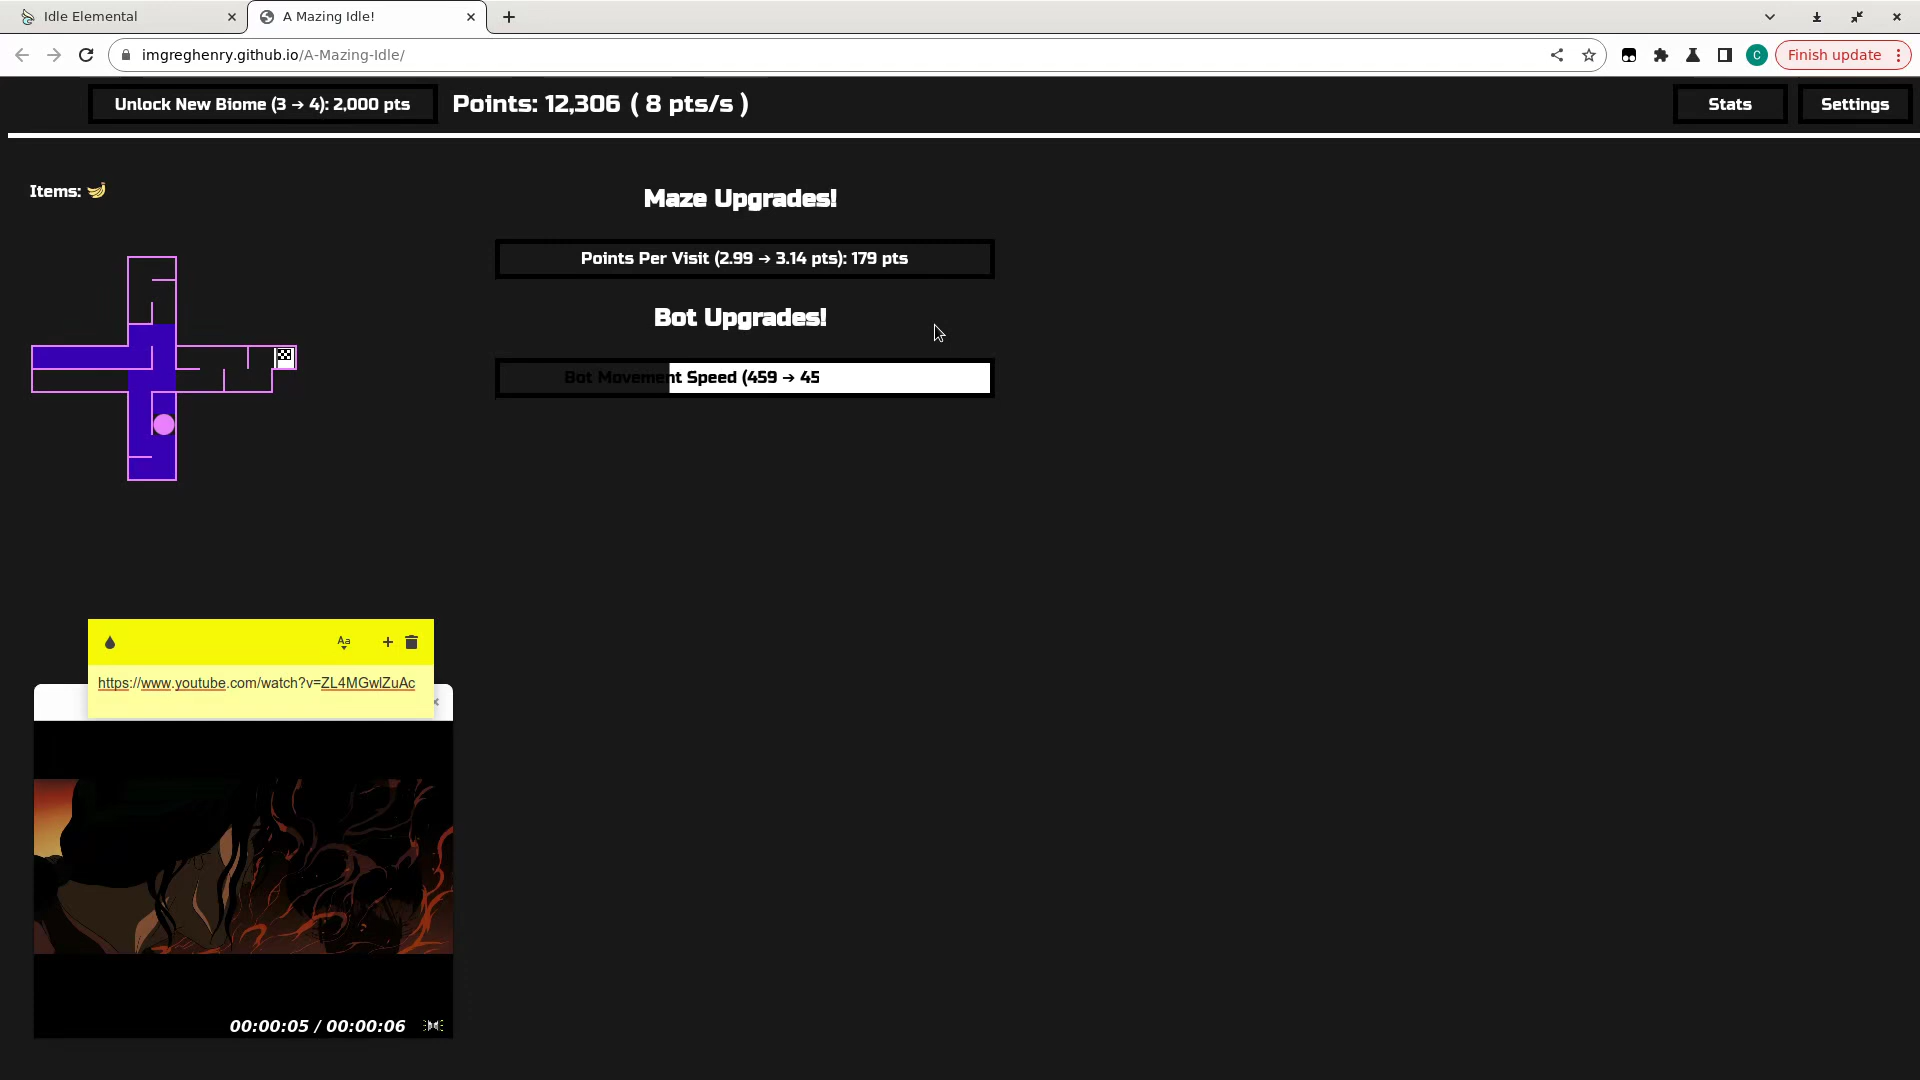 Idle Elemental
A Mazing Idle!
imgreghenry.github.io/A-Mazing-Idle/
Finish update
Unlock New Biome (3 → 4): 2,000 pts
Points: 12,306 ( 8 pts/s )
Stats
Settings
Items:
Maze Upgrades!
Points Per Visit (2.99 → 3.14 pts): 179 pts
Bot Upgrades!
Bot Movement Speed (459 → 45
Aa
https://www.youtube.com/watch?v=ZL4MGwlZuAc
00:00:05 / 00:00:06
C